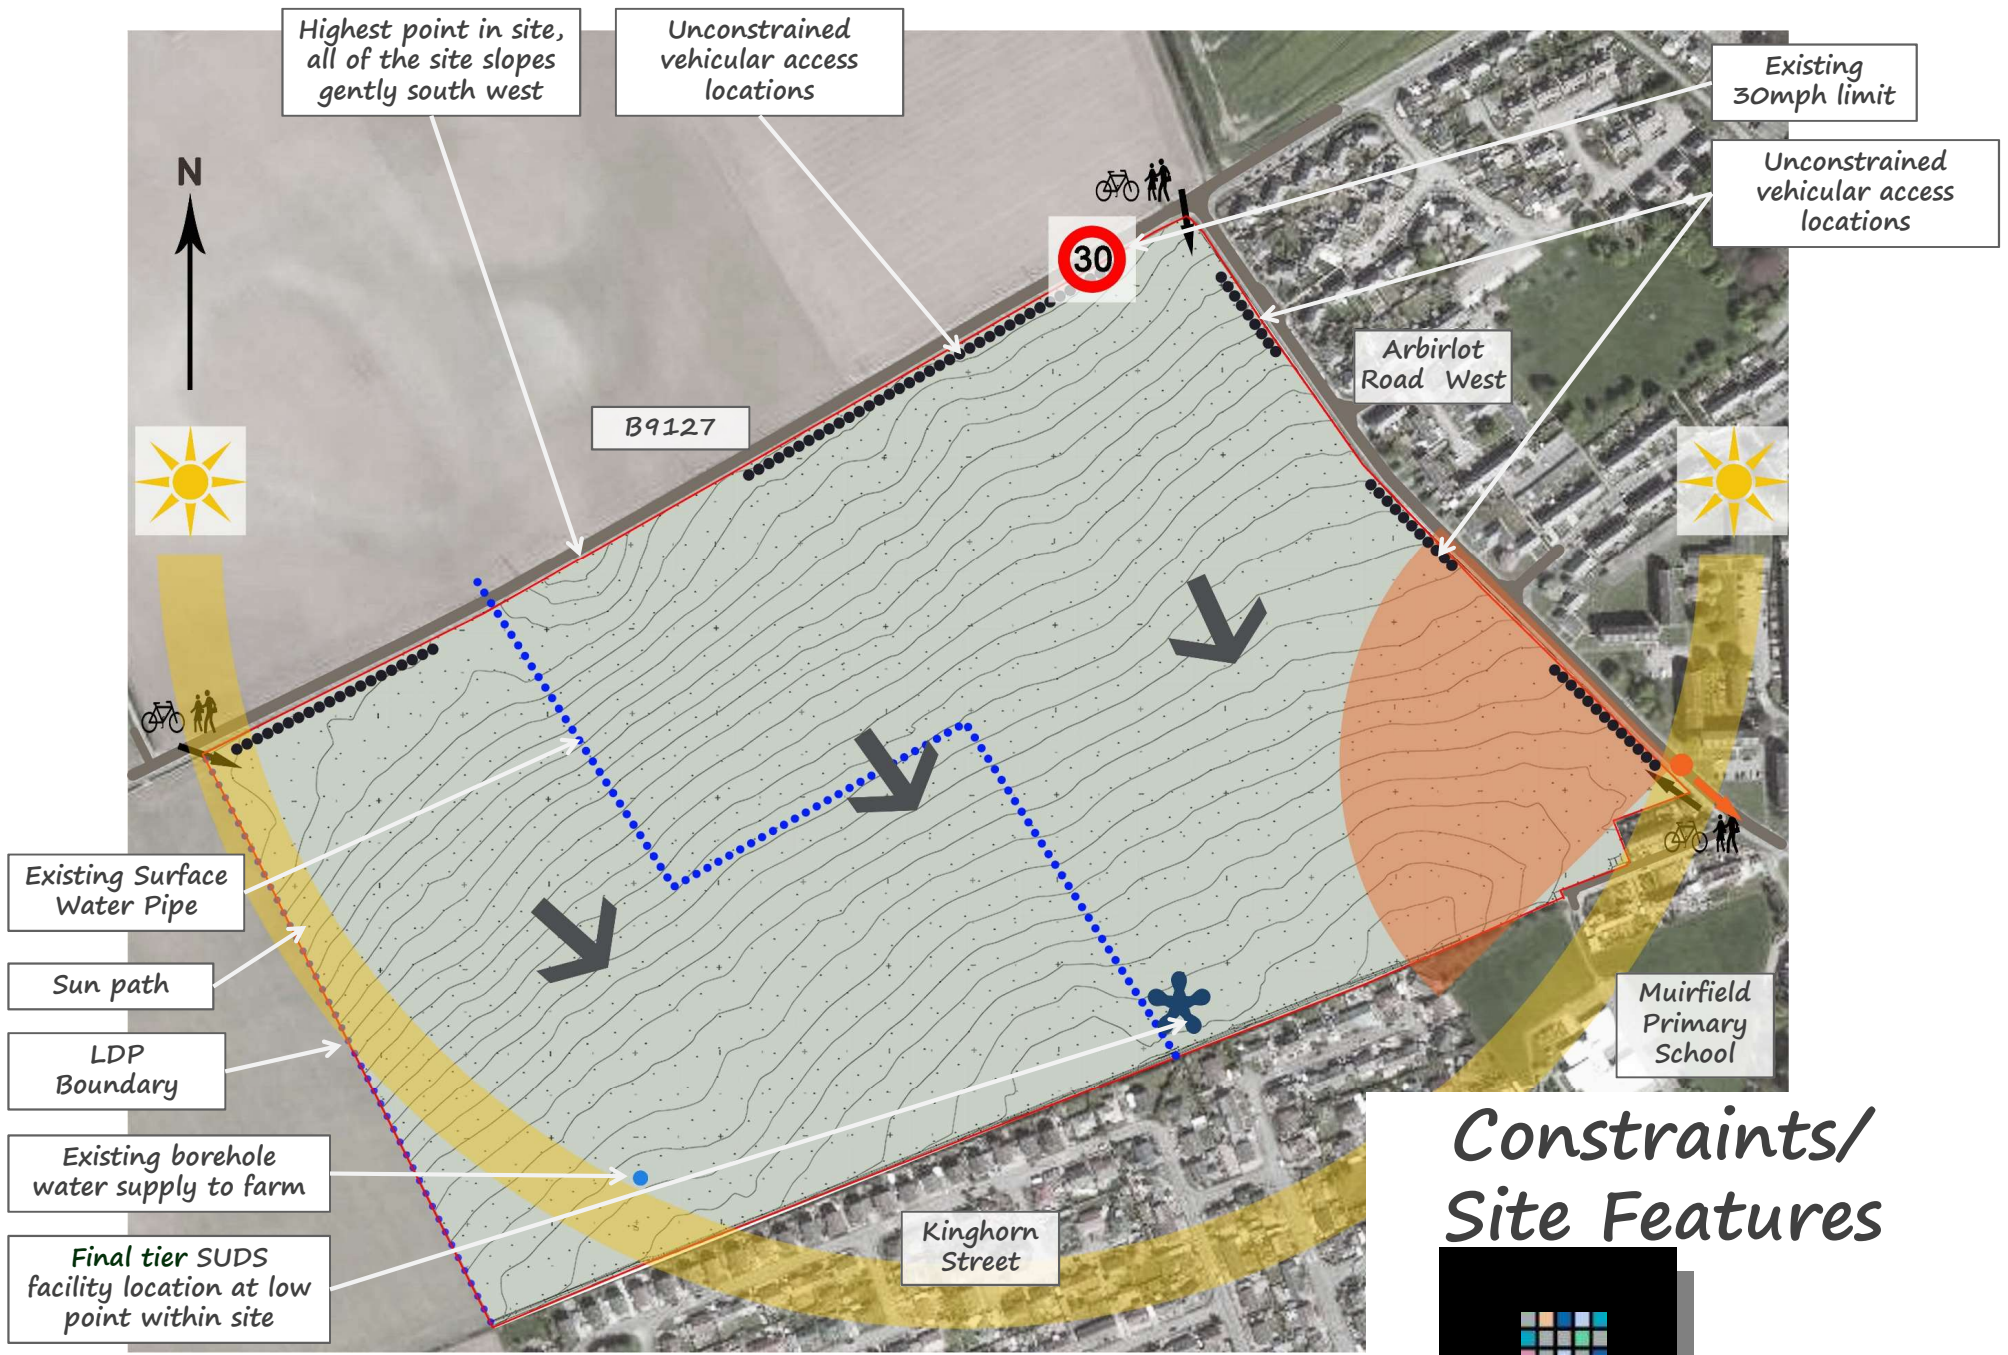 Highest point in site,
all of the site slopes
gently south west
Unconstrained
vehicular access
locations
Existing
30mph limit
Unconstrained
vehicular access
locations
N
30
Arbirlot
Road West
B9127
Existing Surface
Water Pipe
Sun path
LDP
Boundary
Existing borehole
water supply to farm
Final tier SUDS
facility location at low
point within site
Kinghorn
Street
Muirfield
Primary
School
Constraints/
Site Features